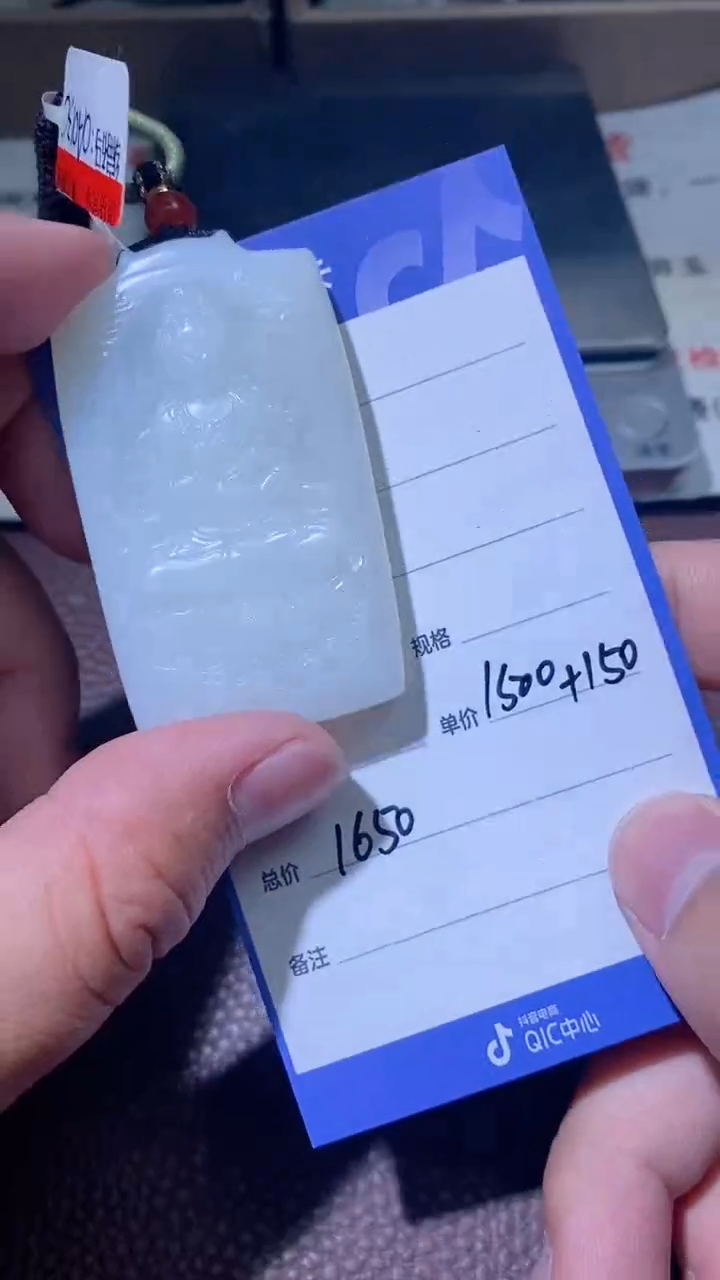 规格
单价 1500+150
总价 1650
备注
抖音电商
QIC中心